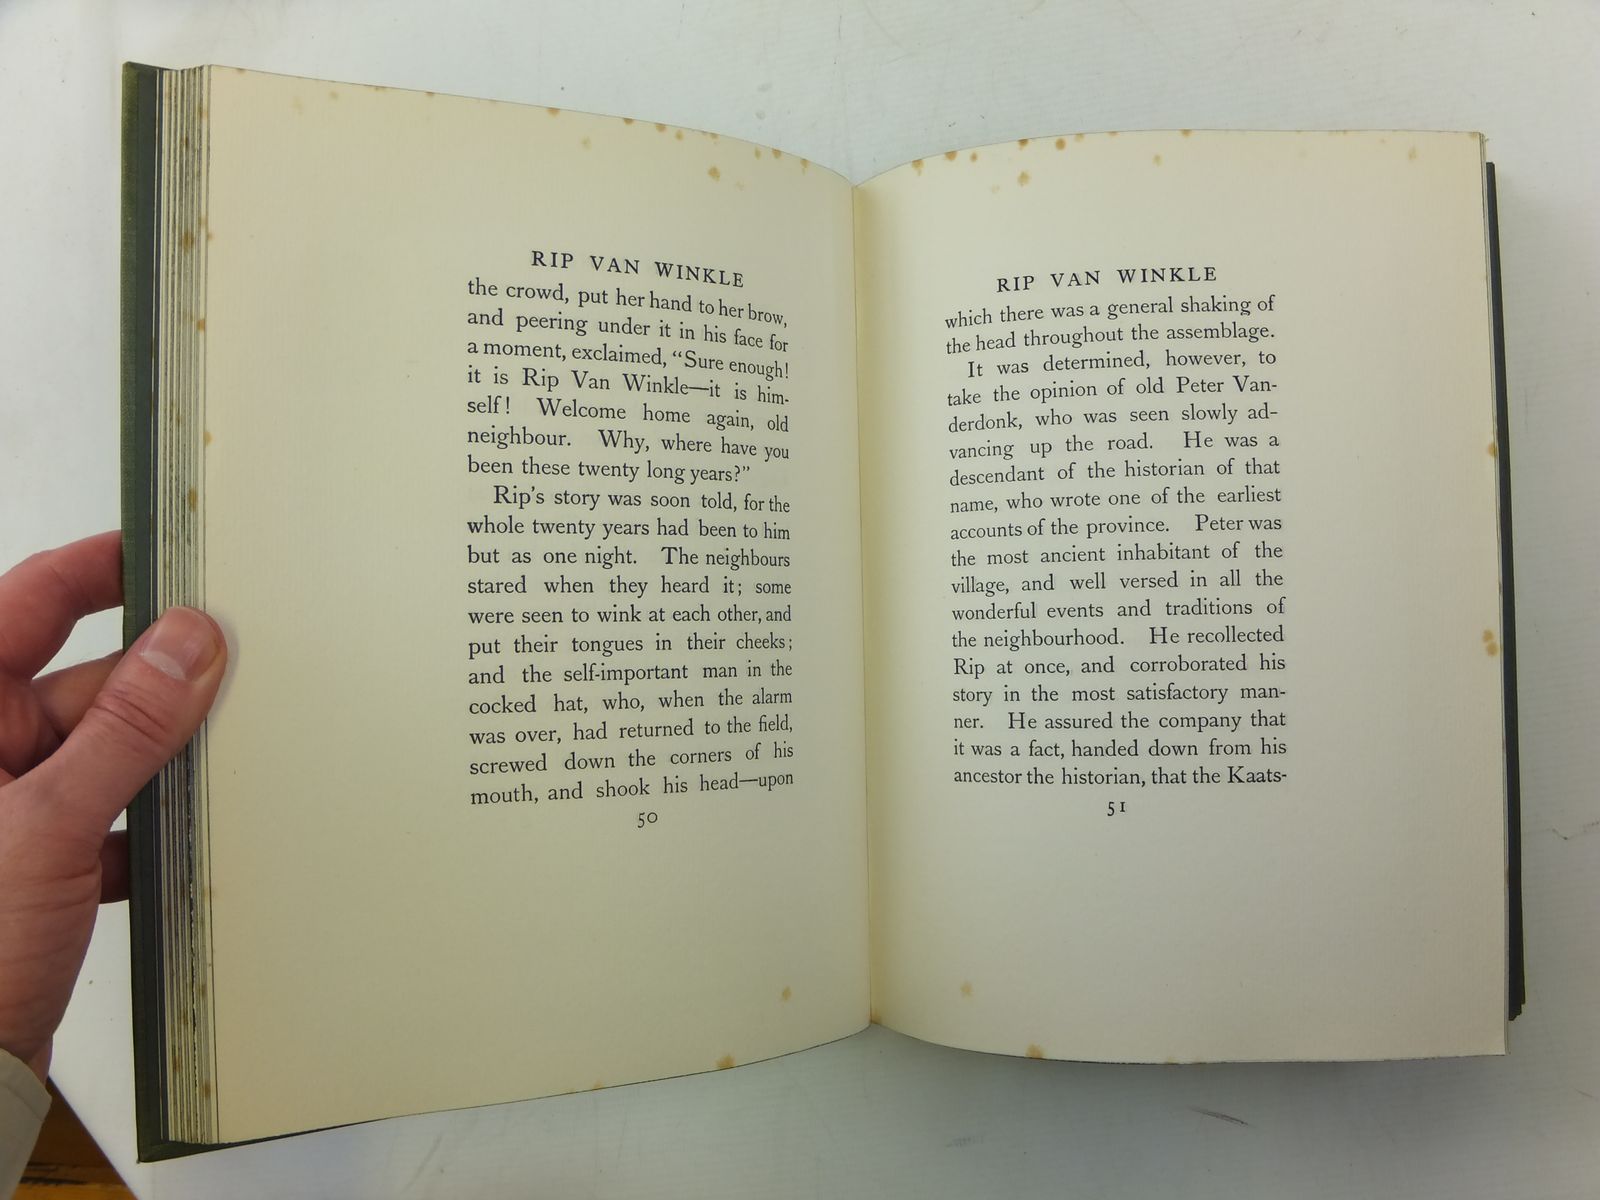 RIP VAN WINKLE
the crowd, put her hand to her brow,
and peering under it in his face for
a moment, exclaimed, “Sure enough!
it is Rip Van Winkle—it is him-
self! Welcome home again, old
neighbour. Why, where have you
been these twenty long years?”
Rip’s story was soon told, for the
whole twenty years had been to him
but as one night. The neighbours
stared when they heard it; some
were seen to wink at each other, and
put their tongues in their cheeks;
and the self-important man in the
cocked hat, who, when the alarm
was over, had returned to the field,
screwed down the corners of his
mouth, and shook his head—upon
50
RIP VAN WINKLE
which there was a general shaking of
the head throughout the assemblage.
It was determined, however, to
take the opinion of old Peter Van-
derdonk, who was seen slowly ad-
vancing up the road. He was a
descendant of the historian of that
name, who wrote one of the earliest
accounts of the province. Peter was
the most ancient inhabitant of the
village, and well versed in all the
wonderful events and traditions of
the neighbourhood. He recollected
Rip at once, and corroborated his
story in the most satisfactory man-
ner. He assured the company that
it was a fact, handed down from his
ancestor the historian, that the Kaats-
51